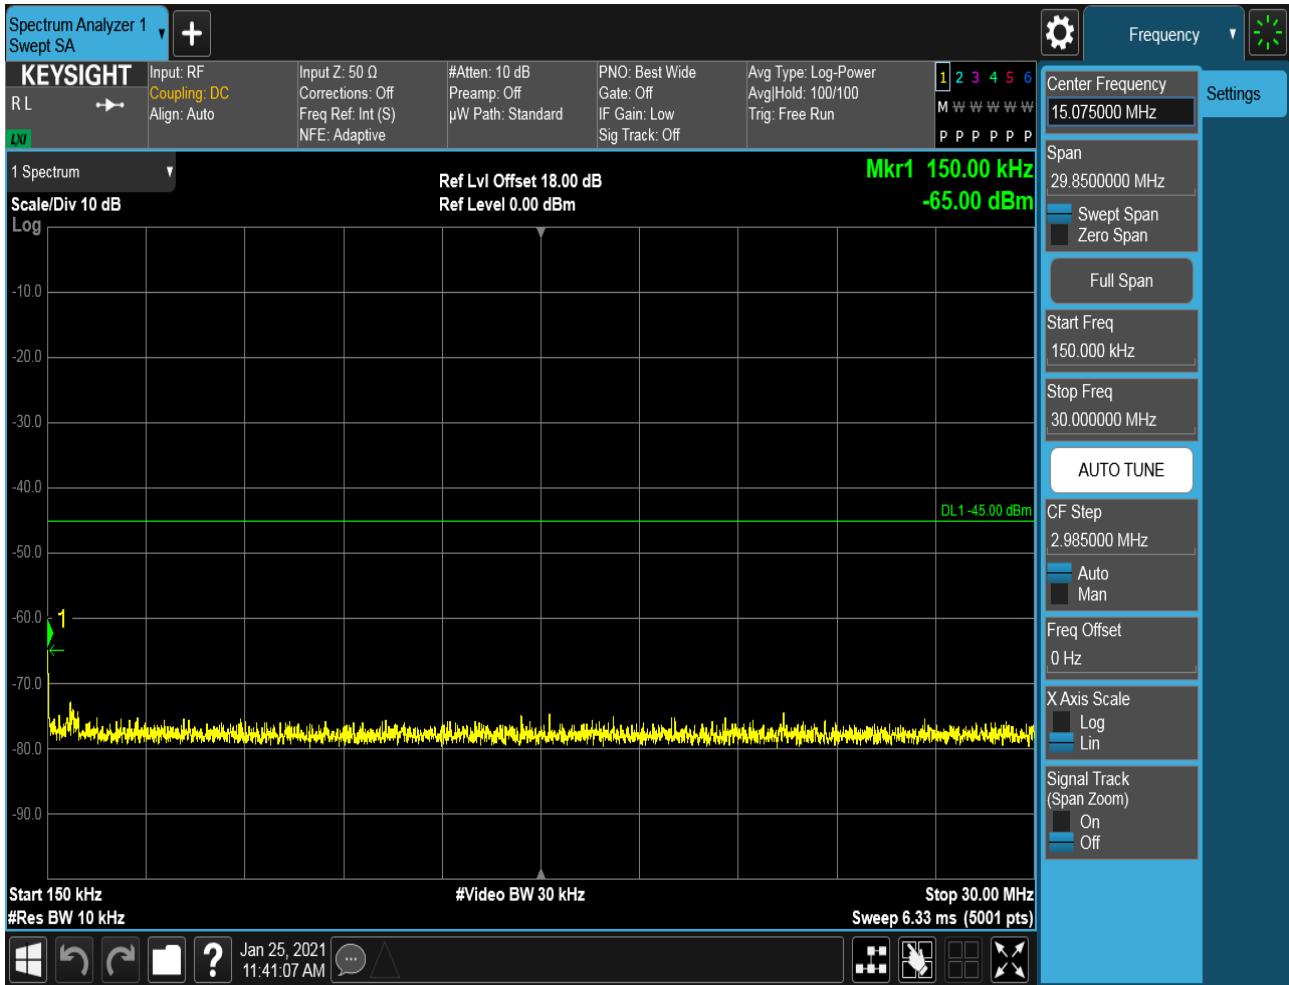 Spectrum Analyzer 1
Swept SA
Frequency
KEYSIGHT
R L
LXI
Input: RF
Coupling: DC
Align: Auto
Input Z: 50 Ω
Corrections: Off
Freq Ref: Int (S)
NFE: Adaptive
#Atten: 10 dB
Preamp: Off
µW Path: Standard
PNO: Best Wide
Gate: Off
IF Gain: Low
Sig Track: Off
Avg Type: Log-Power
Avg|Hold: 100/100
Trig: Free Run
1 2 3 4 5 6
M W W W W W
P P P P P P
1 Spectrum
Scale/Div 10 dB
Log
Ref Lvl Offset 18.00 dB
Ref Level 0.00 dBm
Mkr1 150.00 kHz
-65.00 dBm
-10.0
-20.0
-30.0
-40.0
DL1 -45.00 dBm
-50.0
-60.0
1
-70.0
-80.0
-90.0
Start 150 kHz
#Video BW 30 kHz
Stop 30.00 MHz
#Res BW 10 kHz
Sweep 6.33 ms (5001 pts)
Jan 25, 2021
11:41:07 AM
Center Frequency
15.075000 MHz
Settings
Span
29.8500000 MHz
Swept Span
Zero Span
Full Span
Start Freq
150.000 kHz
Stop Freq
30.000000 MHz
AUTO TUNE
CF Step
2.985000 MHz
Auto
Man
Freq Offset
0 Hz
X Axis Scale
Log
Lin
Signal Track
(Span Zoom)
On
Off